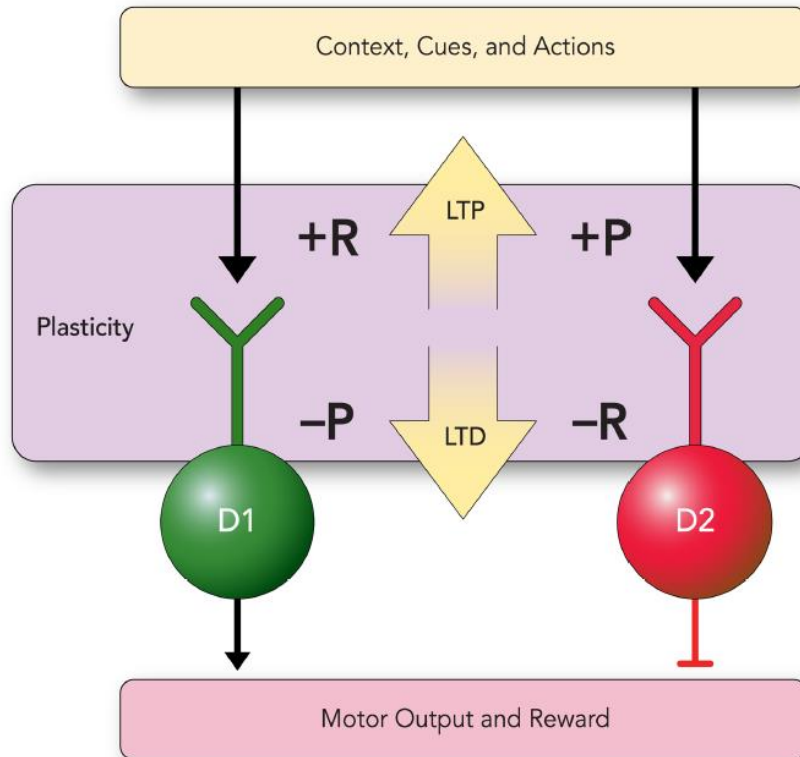 Context, Cues, and Actions
LTP
+R
+P
Plasticity
–P
LTD
–R
D1
D2
Motor Output and Reward